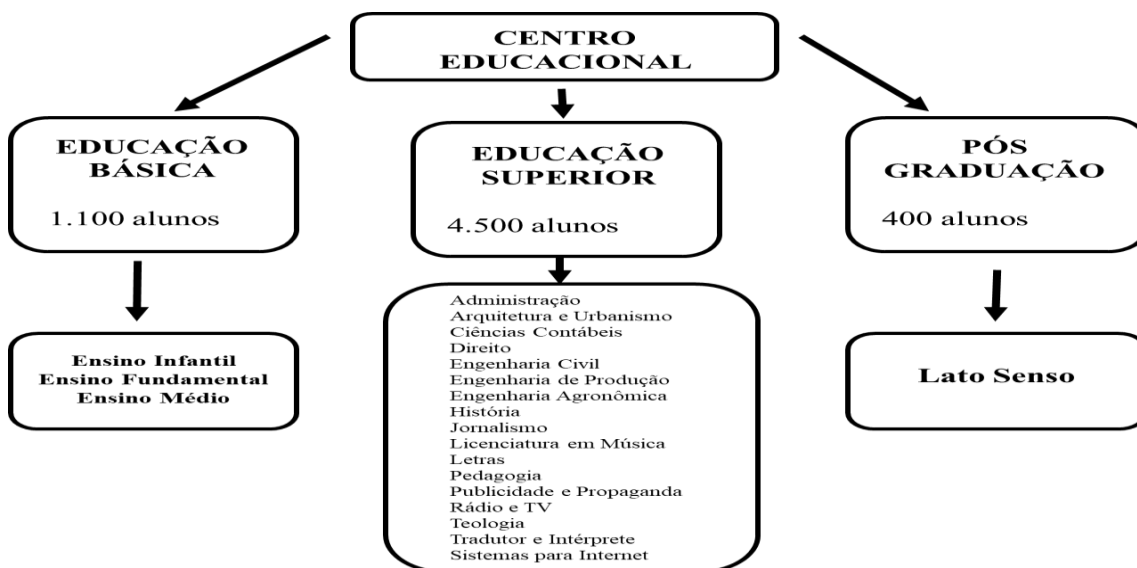 CENTRO
EDUCACIONAL
EDUCAÇÃO
BÁSICA
1.100 alunos
EDUCAÇÃO
SUPERIOR
4.500 alunos
PÓS
GRADUAÇÃO
400 alunos
Ensino Infantil
Ensino Fundamental
Ensino Médio
Administração
Arquitetura e Urbanismo
Ciências Contábeis
Direito
Engenharia Civil
Engenharia de Produção
Engenharia Agronômica
História
Jornalismo
Licenciatura em Música
Letras
Pedagogia
Publicidade e Propaganda
Rádio e TV
Teologia
Tradutor e Intérprete
Sistemas para Internet
Lato Senso